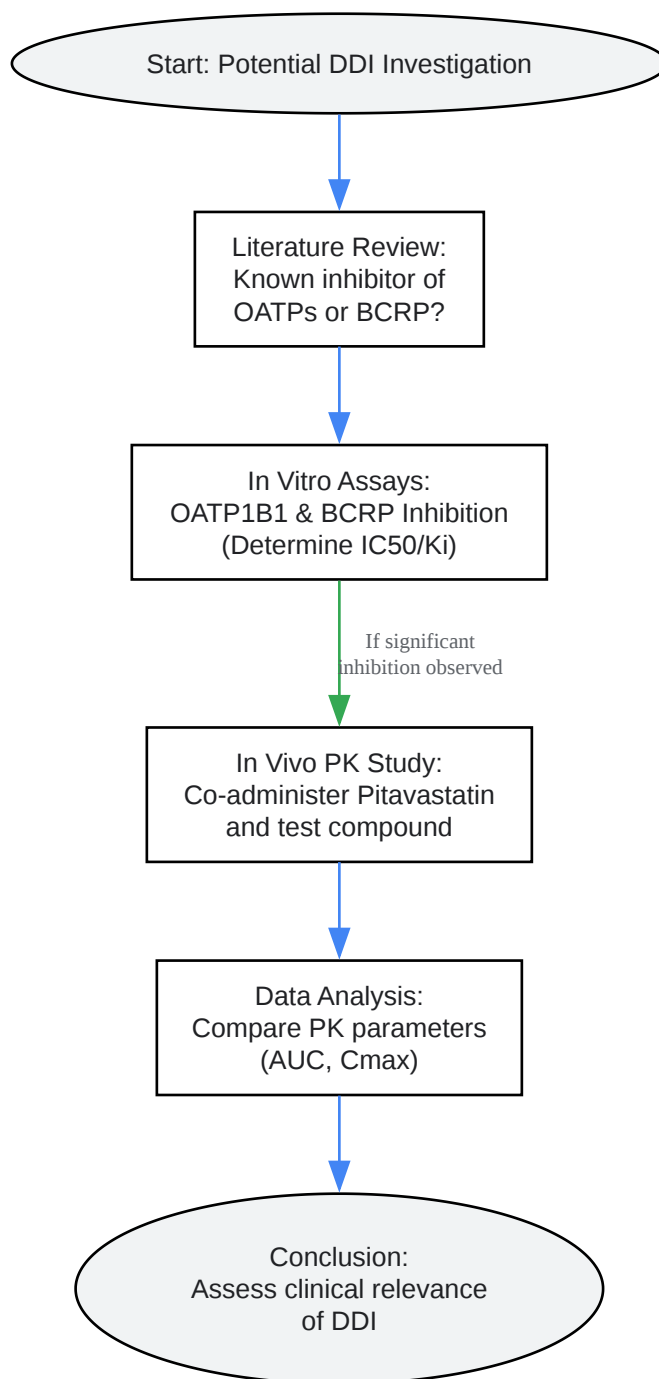 Start: Potential DDI Investigation
Literature Review:
Known inhibitor of
OATPs or BCRP?
In Vitro Assays:
OATP1B1 & BCRP Inhibition
(Determine IC50/Ki)
If significant
inhibition observed
In Vivo PK Study:
Co-administer Pitavastatin
and test compound
Data Analysis:
Compare PK parameters
(AUC, Cmax)
Conclusion:
Assess clinical relevance
of DDI